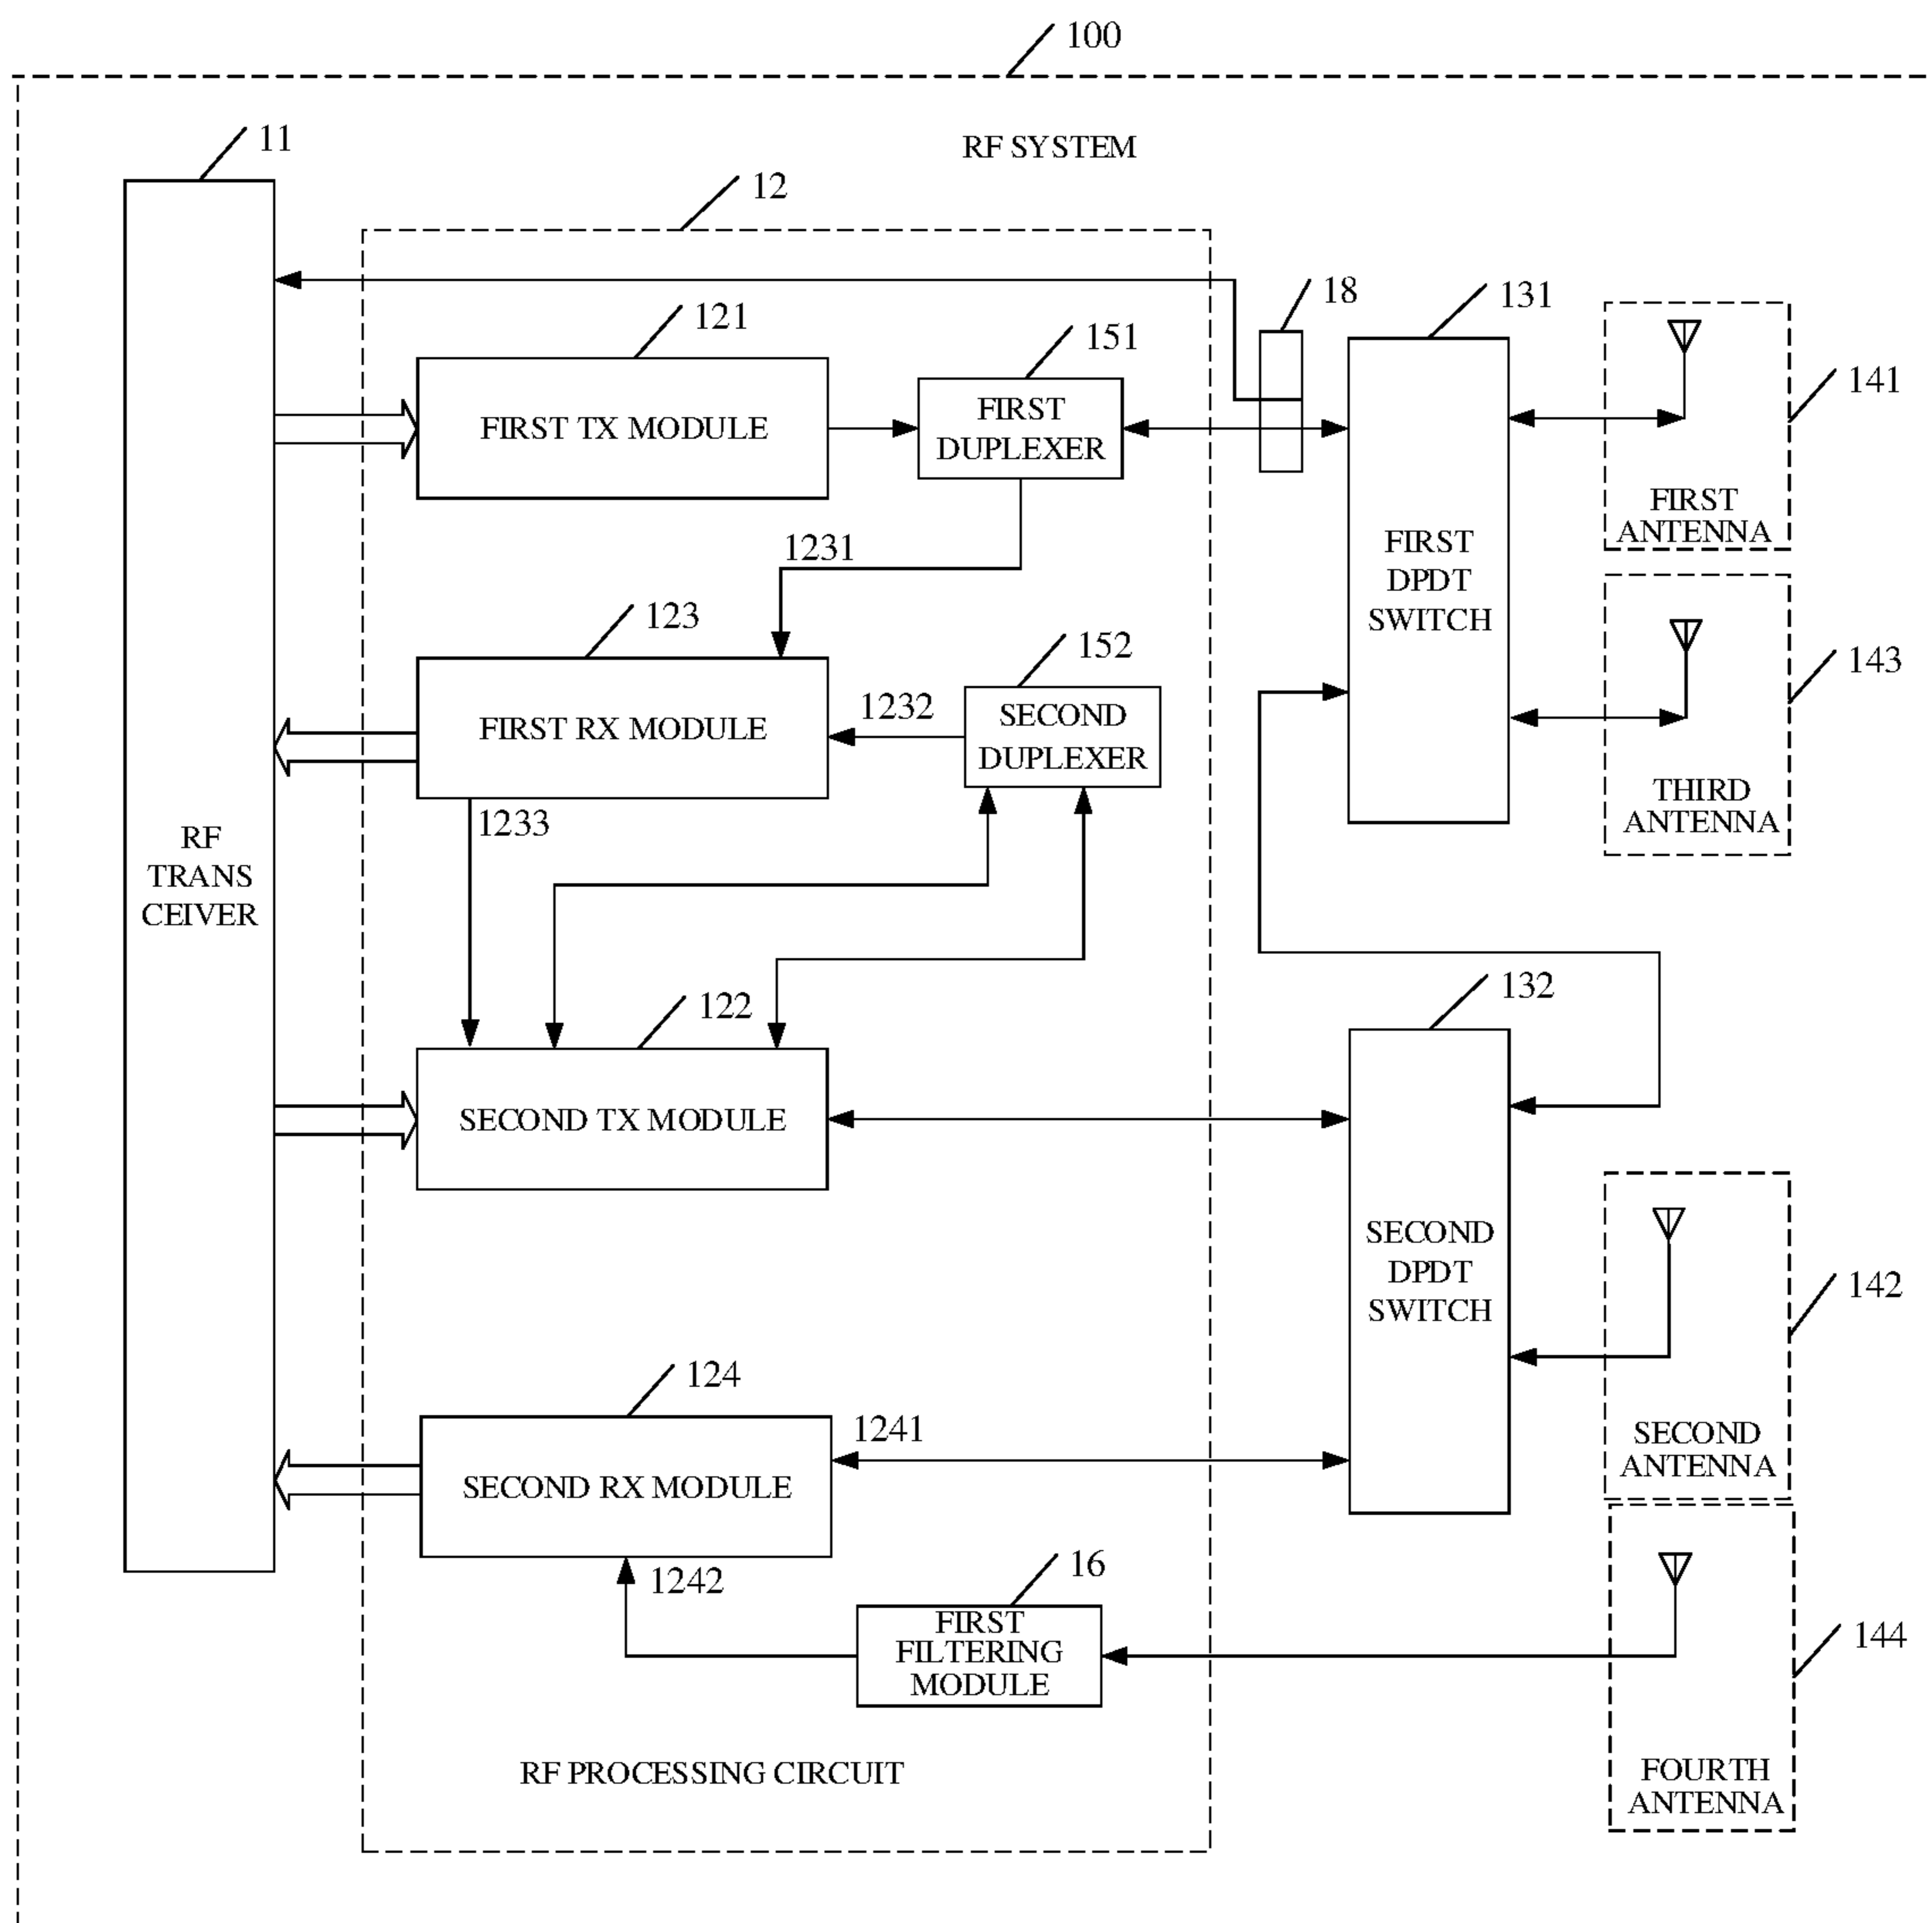 100
11
RF SYSTEM
12
18
131
121
151
141
FIRST TX MODULE
FIRST
DUPLEXER
FIRST
ANTENNA
1231
FIRST
DPDT
SWITCH
123
152
143
1232
FIRST RX MODULE
SECOND
DUPLEXER
THIRD
ANTENNA
1233
RF
TRANS
CEIVER
132
122
SECOND TX MODULE
SECOND
DPDT
SWITCH
142
124
1241
SECOND
ANTENNA
SECOND RX MODULE
16
1242
FIRST
FILTERING
MODULE
144
RF PROCESSING CIRCUIT
FOURTH
ANTENNA